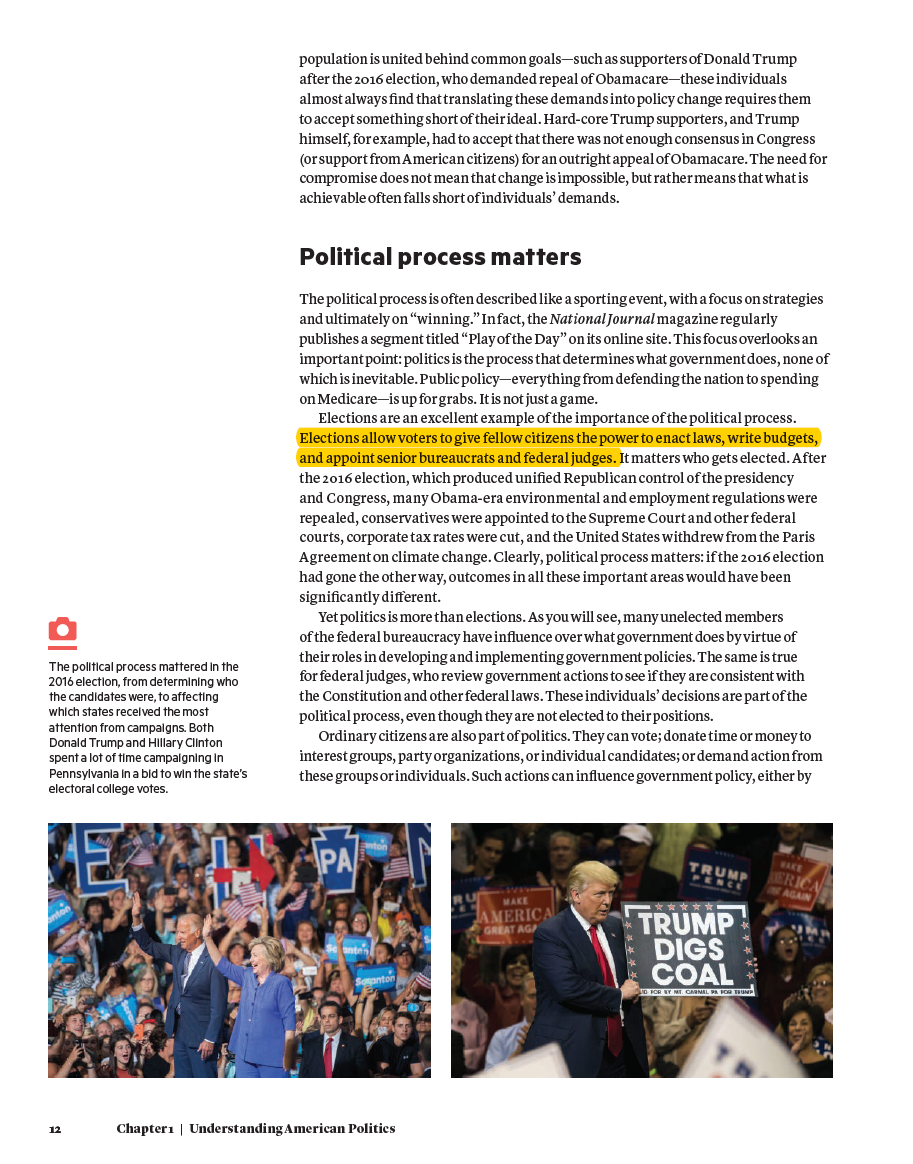 population is united behind common goals—such as supporters of Donald Trump
after the 2016 election, who demanded repeal of Obamacare—these individuals
almost always find that translating these demands into policy change requires them
to accept something short of their ideal. Hard-core Trump supporters, and Trump
himself, for example, had to accept that there was not enough consensus in Congress
(or support from American citizens) for an outright appeal of Obamacare. The need for
compromise does not mean that change is impossible, but rather means that what is
achievable often falls short of individuals’ demands.
Political process matters
The political process is often described like a sporting event, with a focus on strategies
and ultimately on “winning.” In fact, the National Journal magazine regularly
publishes a segment titled “Play of the Day” on its online site. This focus overlooks an
important point: politics is the process that determines what government does, none of
which is inevitable. Public policy—everything from defending the nation to spending
on Medicare—is up for grabs. It is not just a game.
Elections are an excellent example of the importance of the political process.
Elections allow voters to give fellow citizens the power to enact laws, write budgets,
and appoint senior bureaucrats and federal judges. It matters who gets elected. After
the 2016 election, which produced unified Republican control of the presidency
and Congress, many Obama-era environmental and employment regulations were
repealed, conservatives were appointed to the Supreme Court and other federal
courts, corporate tax rates were cut, and the United States withdrew from the Paris
Agreement on climate change. Clearly, political process matters: if the 2016 election
had gone the other way, outcomes in all these important areas would have been
significantly different.
Yet politics is more than elections. As you will see, many unelected members
of the federal bureaucracy have influence over what government does by virtue of
their roles in developing and implementing government policies. The same is true
for federal judges, who review government actions to see if they are consistent with
the Constitution and other federal laws. These individuals’ decisions are part of the
political process, even though they are not elected to their positions.
Ordinary citizens are also part of politics. They can vote; donate time or money to
interest groups, party organizations, or individual candidates; or demand action from
these groups or individuals. Such actions can influence government policy, either by
The political process mattered in the
2016 election, from determining who
the candidates were, to affecting
which states received the most
attention from campaigns. Both
Donald Trump and Hillary Clinton
spent a lot of time campaigning in
Pennsylvania in a bid to win the state’s
electoral college votes.
E
H
PA
Scranton
Scranton
TRUMP
PENCE
MAKE
AMERICA
GREAT AGAIN
MAKE
AMERICA
AGAIN
TRUMP
DIGS
COAL
PAID FOR BY MT. CARMEL PA FOR TRUMP
12 Chapter 1 | Understanding American Politics